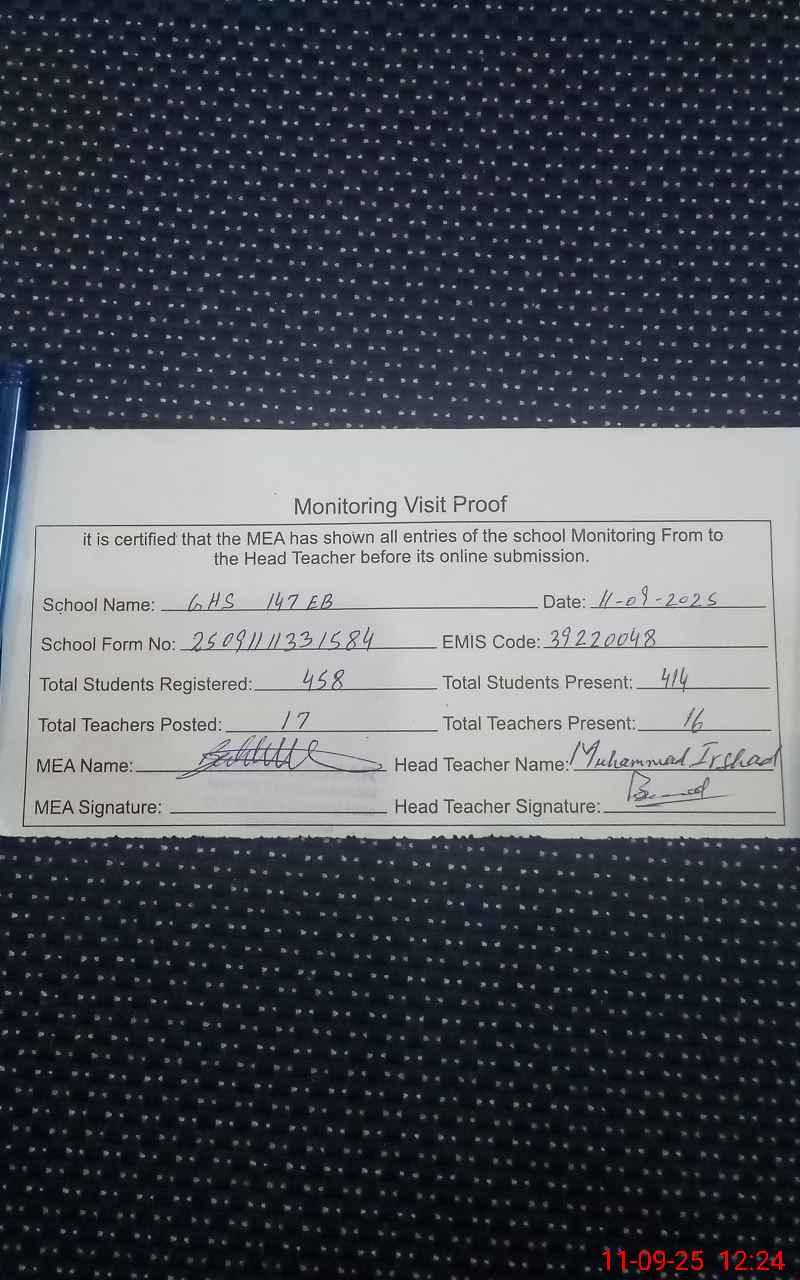 Monitoring Visit Proof
it is certified that the MEA has shown all entries of the school Monitoring From to
the Head Teacher before its online submission.
School Name: GHS 147 EB Date: 11-09-2025
School Form No: 2509111331584 EMIS Code: 39220048
Total Students Registered: 458 Total Students Present: 414
Total Teachers Posted: 17 Total Teachers Present: 16
MEA Name: Head Teacher Name: Muhammad Irshad
MEA Signature: Head Teacher Signature:
11-09-25 12:24